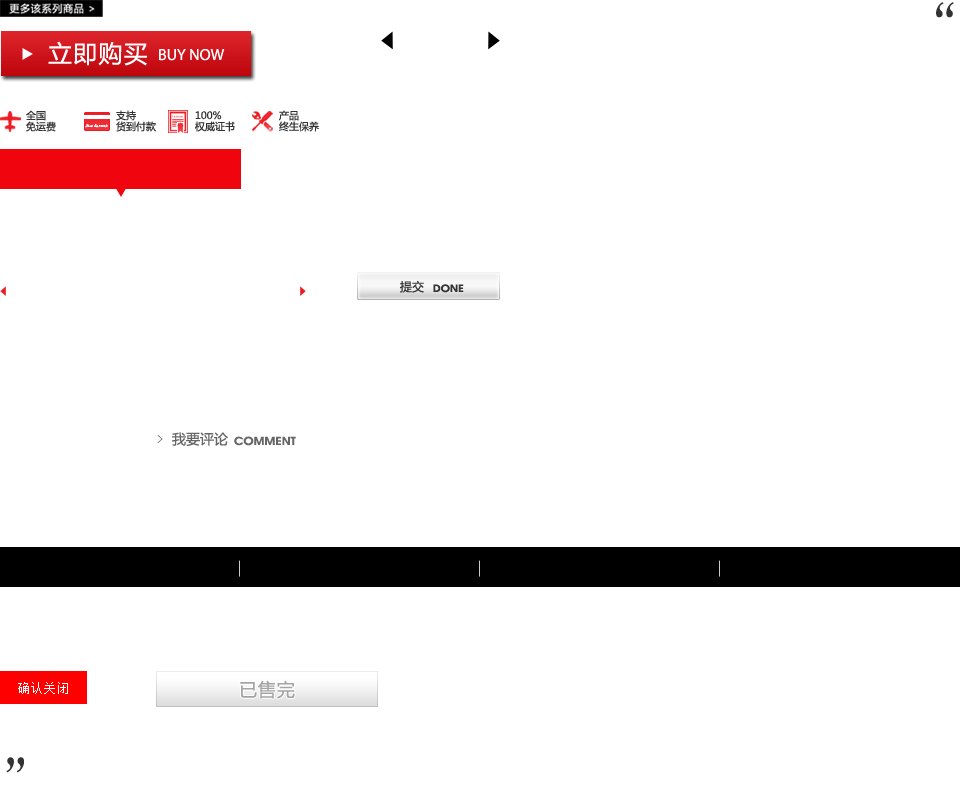 更多该系列商品 >
“
立即购买 BUY NOW
全国
免运费
支持
货到付款
100%
权威证书
产品
终生保养
提交 DONE
> 我要评论 COMMENT
确认关闭
已售完
”